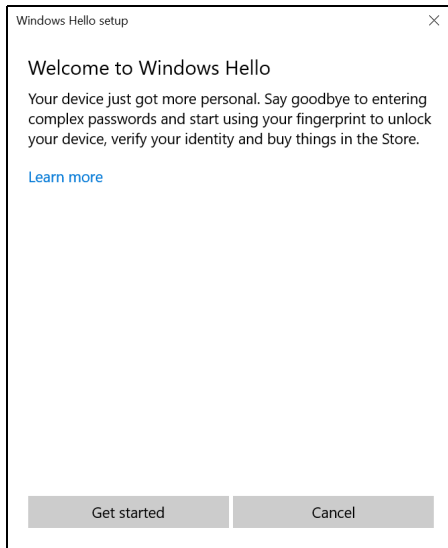 Windows Hello setup
Welcome to Windows Hello
Your device just got more personal. Say goodbye to entering
complex passwords and start using your fingerprint to unlock
your device, verify your identity and buy things in the Store.
Learn more
Get started
Cancel